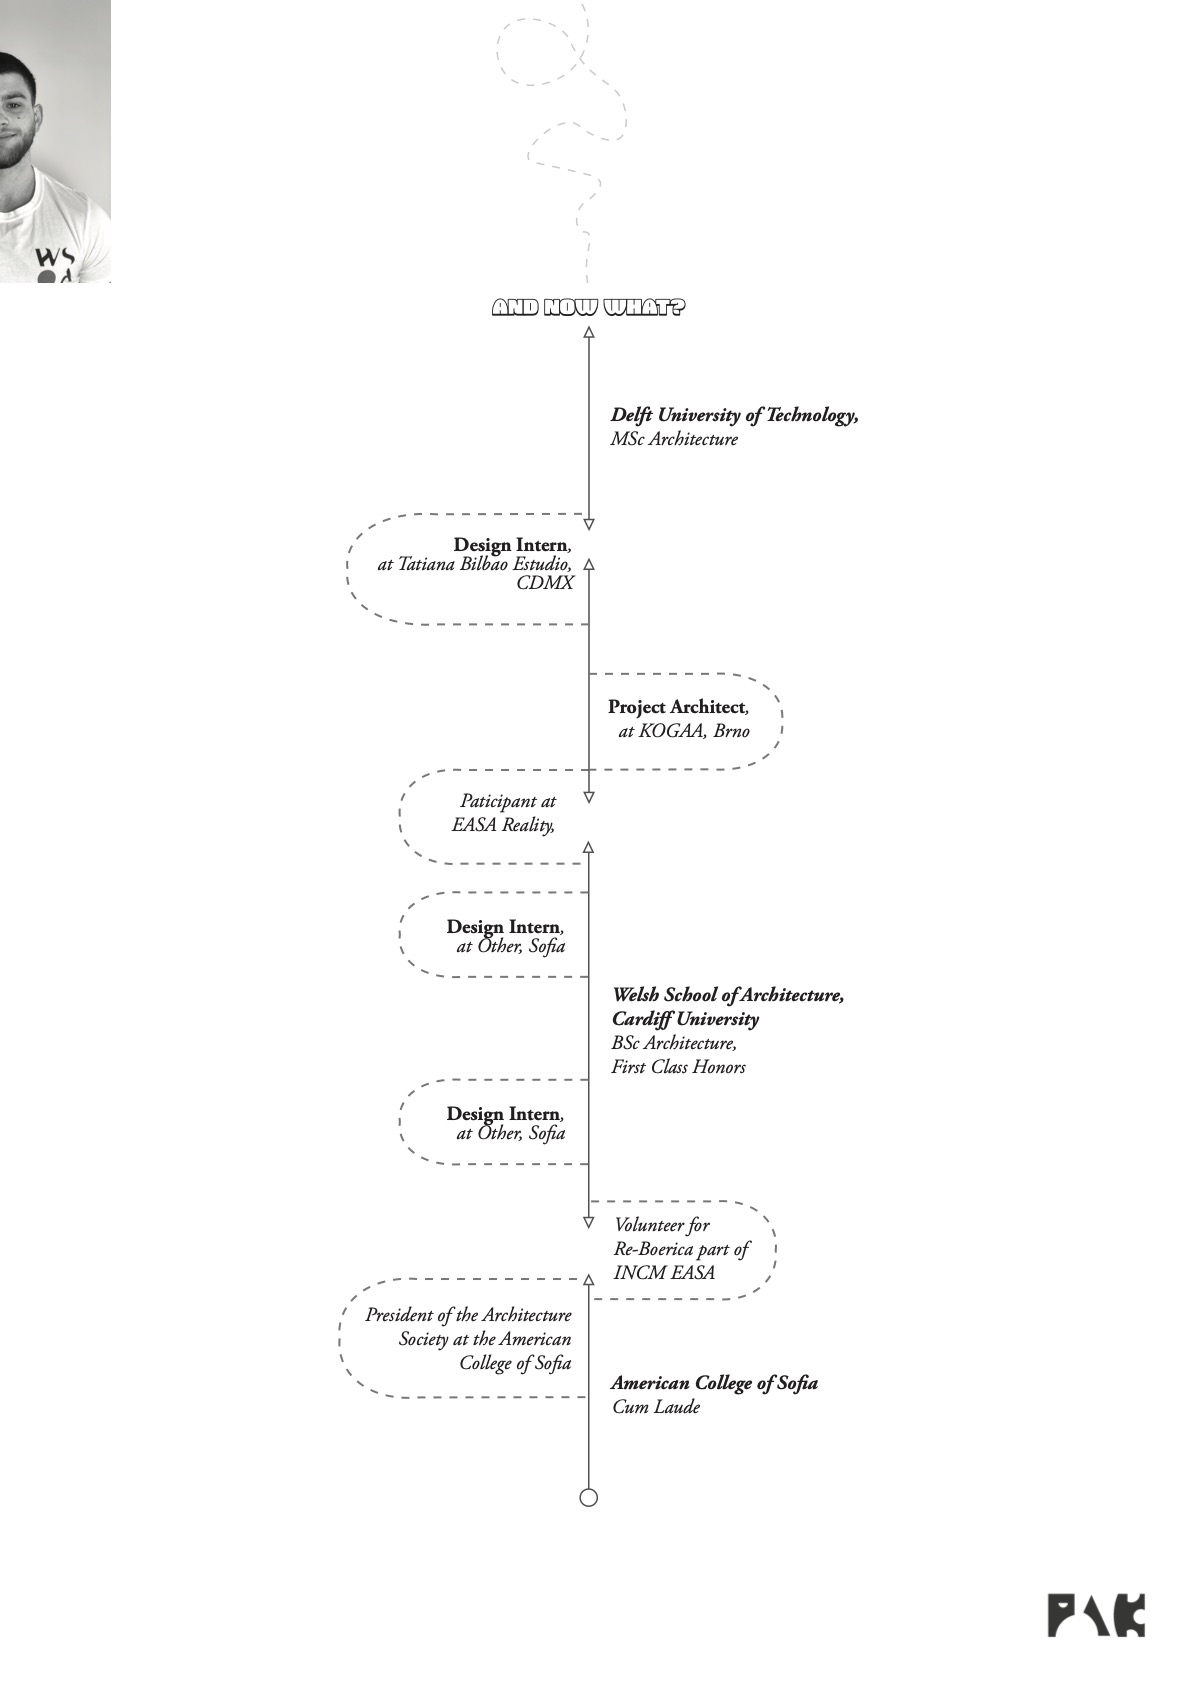 WS
d
AND NOW WHAT?
Delft University of Technology,
MSc Architecture
Design Intern,
at Tatiana Bilbao Estudio,
CDMX
Project Architect,
at KOGAA, Brno
Paticipant at
EASA Reality,
Design Intern,
at Other, Sofia
Welsh School of Architecture,
Cardiff University
BSc Architecture,
First Class Honors
Design Intern,
at Other, Sofia
Volunteer for
Re-Boerica part of
INCM EASA
President of the Architecture
Society at the American
College of Sofia
American College of Sofia
Cum Laude
PAK